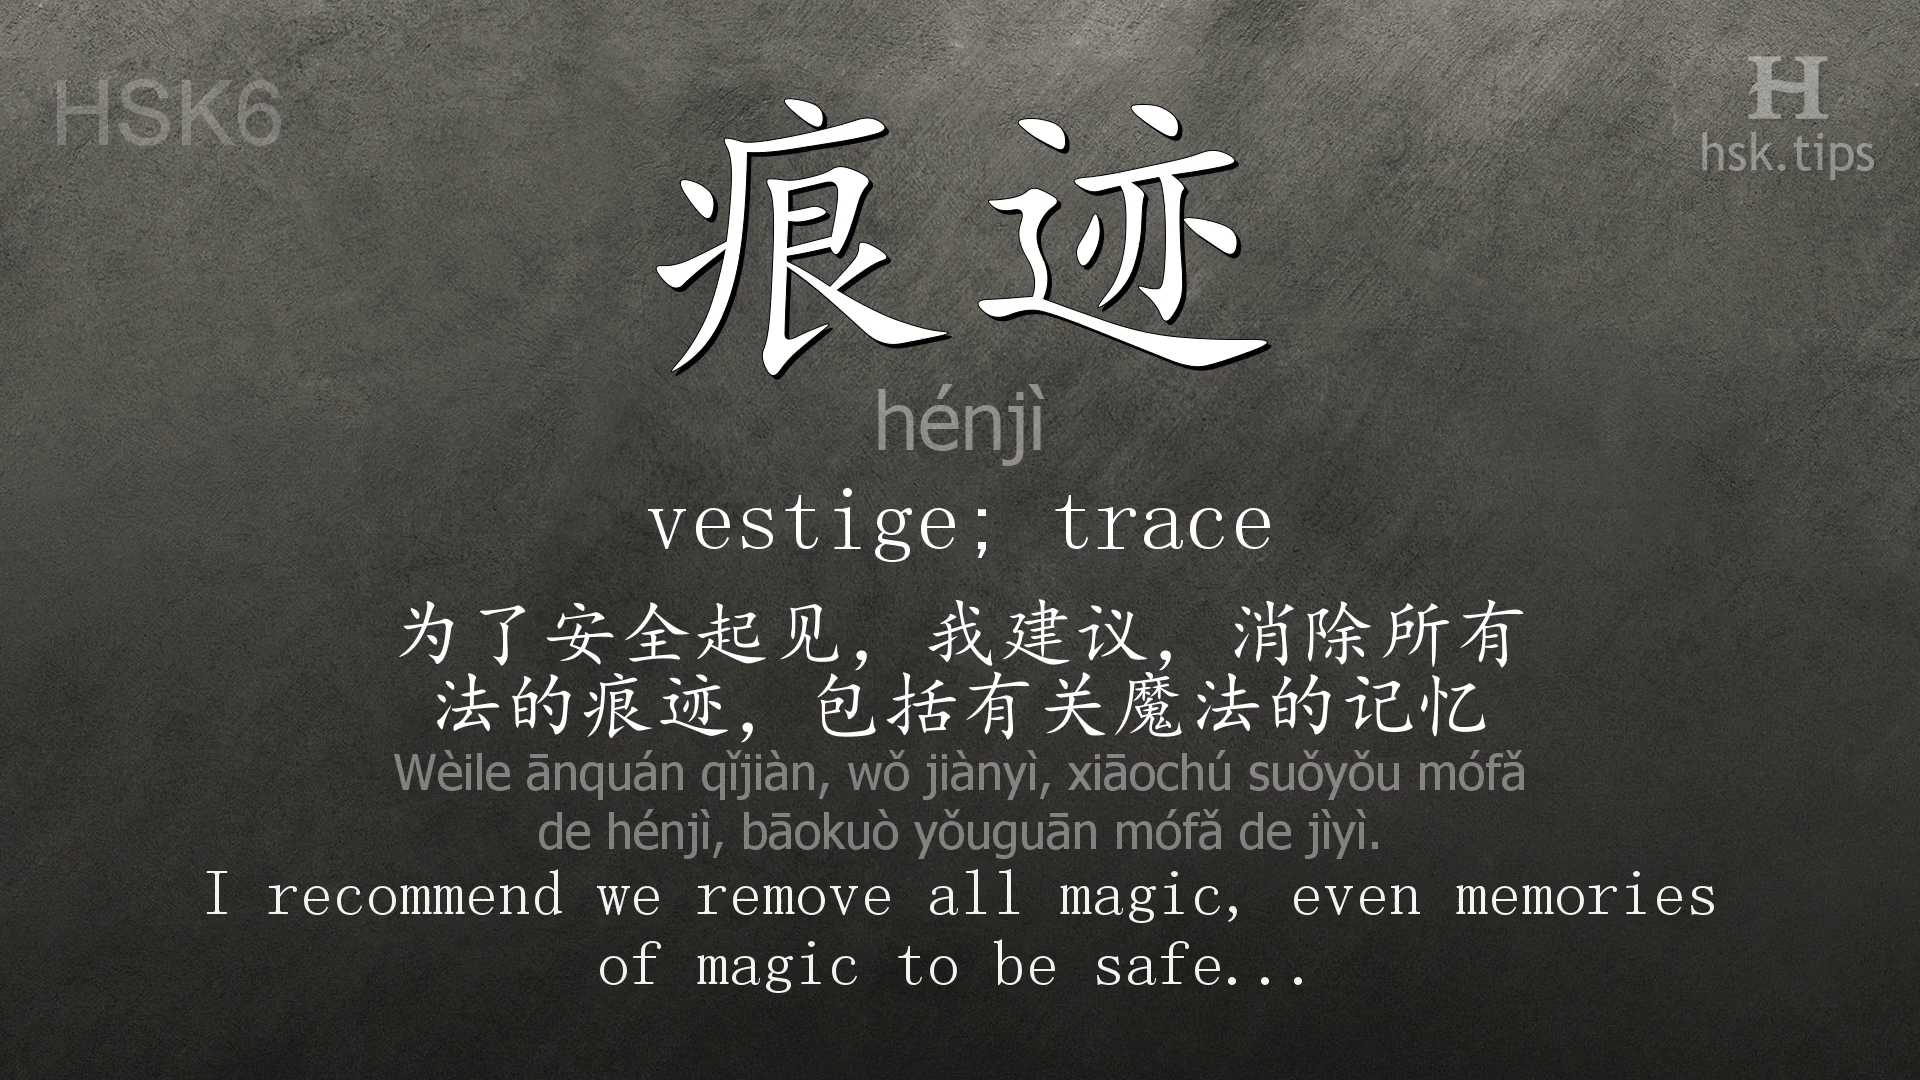 HSK6
H
hsk.tips
痕迹
hénjì
vestige; trace
为了安全起见，我建议，消除所有
法的痕迹，包括有关魔法的记忆
Wèile ānquán qǐjiàn, wǒ jiànyì, xiāochú suǒyǒu mófǎ
de hénjì, bāokuò yǒuguān mófǎ de jìyì.
I recommend we remove all magic, even memories
of magic to be safe...